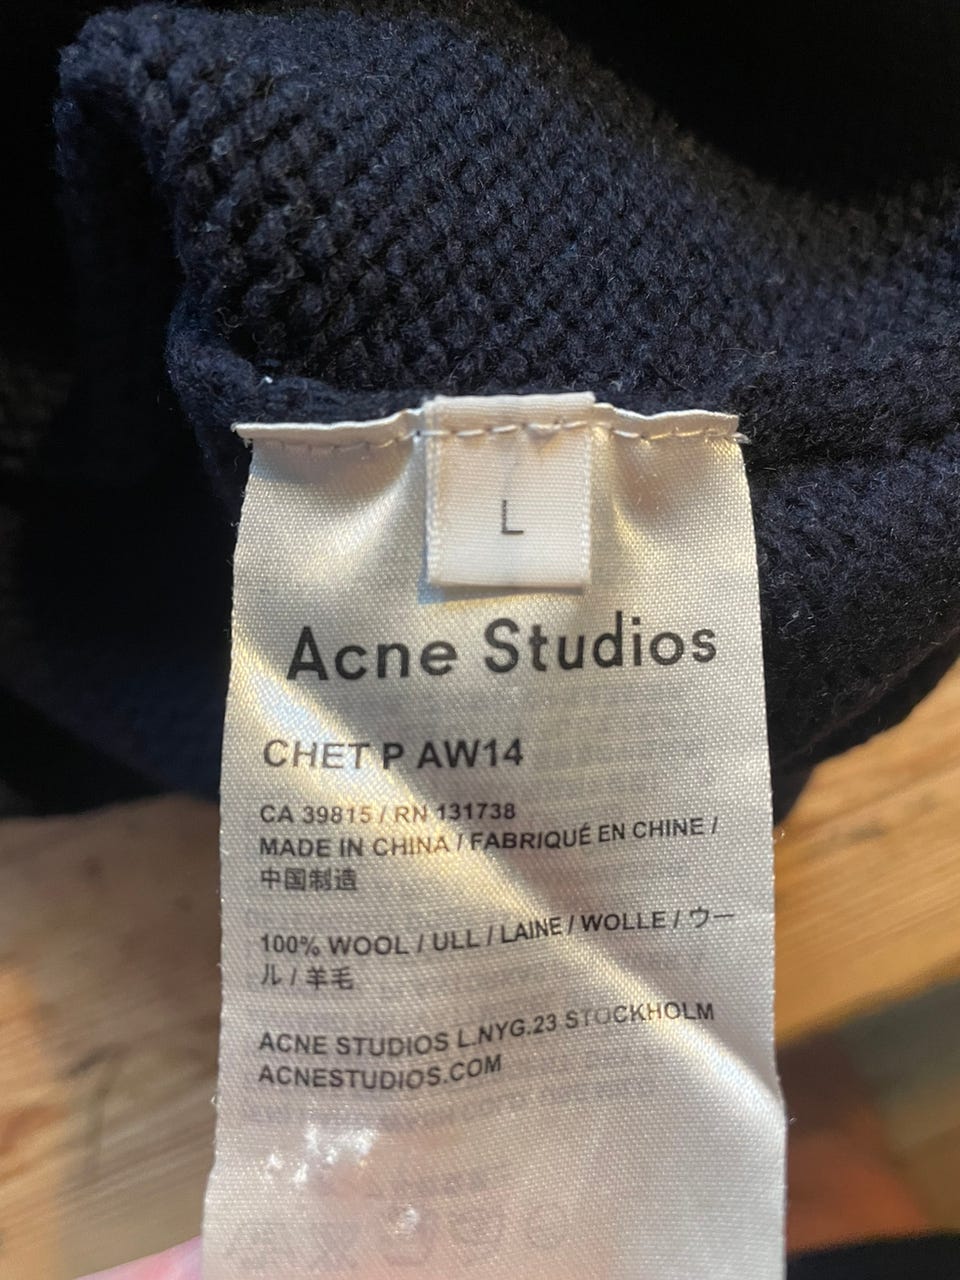 L
Acne Studios
CHET P AW14
CA 39815 / RN 131738
MADE IN CHINA / FABRIQUÉ EN CHINE /
中国制造
100% WOOL / ULL / LAINE / WOLLE / ウー
ル / 羊毛
ACNE STUDIOS L.NYG.23 STOCKHOLM
ACNESTUDIOS.COM